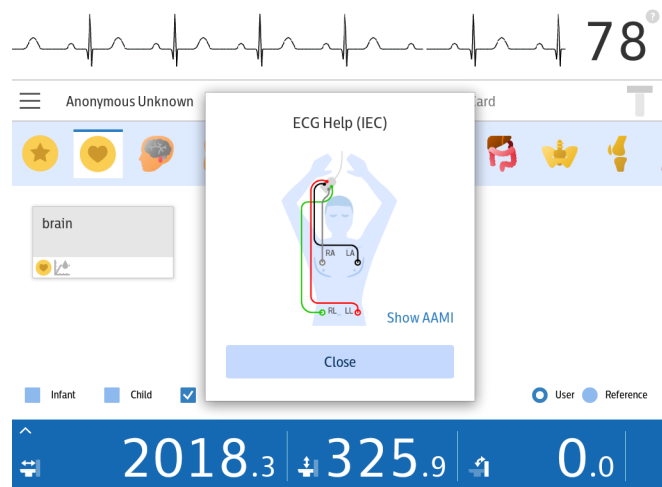 78
?
Anonymous Unknown
ard
ECG Help (IEC)
brain
RA LA
RL LL
Show AAMI
Close
Infant Child User Reference
2018.3 325.9 0.0